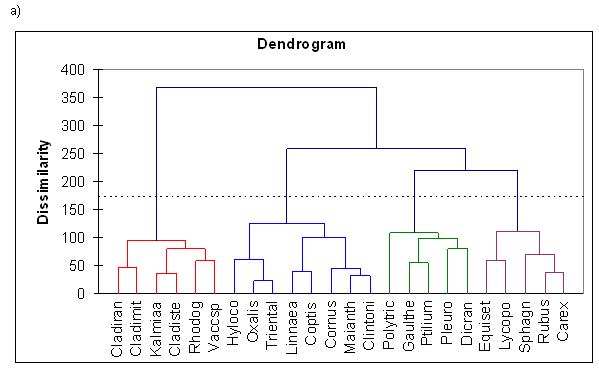 a)
Dendrogram
400
350
300
250
200
150
100
50
0
Dissimilarity
Cladiran
Cladimit
Kalmiaa
Cladiste
Rhodog
Vaccsp
Hyloco
Oxalis
Triental
Linnaea
Coptis
Cornus
Maianth
Clintoni
Polytric
Gaulthe
Ptilium
Pleuro
Dicran
Equiset
Lycopo
Sphagn
Rubus
Carex